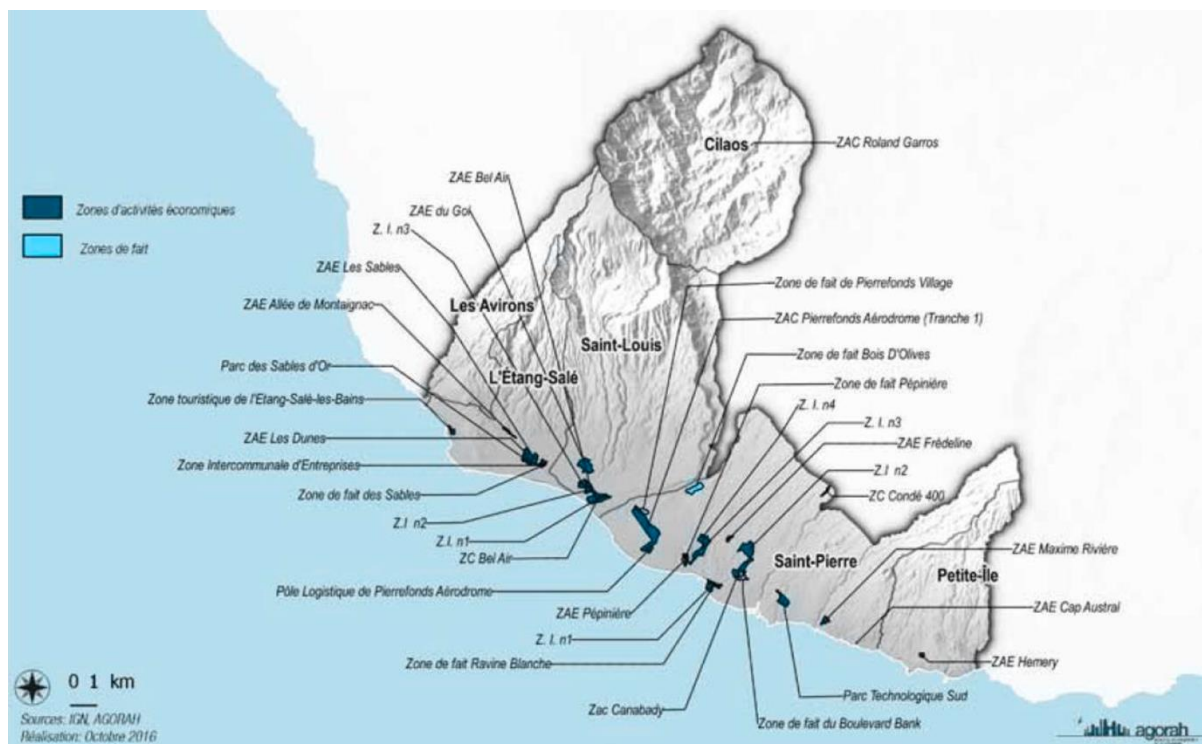 Cilaos
ZAC Roland Garros
ZAE Bel Air
ZAE du Gol
Z. I. n3
ZAE Les Sables
ZAE Allée de Montaignac
Parc des Sables d'Or
Zone touristique de l'Etang-Salé-les-Bains
ZAE Les Dunes
Zone Intercommunale d'Entreprises
Zone de fait des Sables
Z.I n2
Z.I. n1
ZC Bel Air
Pôle Logistique de Pierrefonds Aérodrome
ZAE Pépinière
Z. I. n1
Zone de fait Ravine Blanche
Zac Canabady
Zones d'activités économiques
Zones de fait
Les Avirons
Saint-Louis
L'Étang-Salé
Saint-Pierre
Petite-Île
Zone de fait de Pierrefonds Village
ZAC Pierrefonds Aérodrome (Tranche 1)
Zone de fait Bois D'Olives
Zone de fait Pépinière
Z. I. n4
Z. I. n3
ZAE Frédeline
Z.I n2
ZC Condé 400
ZAE Maxime Rivière
ZAE Cap Austral
ZAE Hemery
Parc Technologique Sud
Zone de fait du Boulevard Bank
0 1 km
Sources: IGN, AGORAH
Réalisation: Octobre 2016
agorah